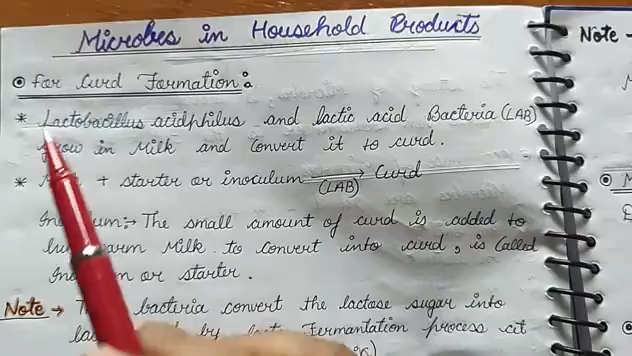 Microbes in Household Products
For Curd Formation:
* Lactobacillus acidphilus and lactic acid Bacteria (LAB)
grow in Milk and Convert it to curd.
* + starter or inoculum → Curd
(LAB)
:→ The small amount of curd is added to
Milk to convert into curd, is Called
or starter.
Note → bacteria convert the lactose sugar into
by Fermantation process at
Note -